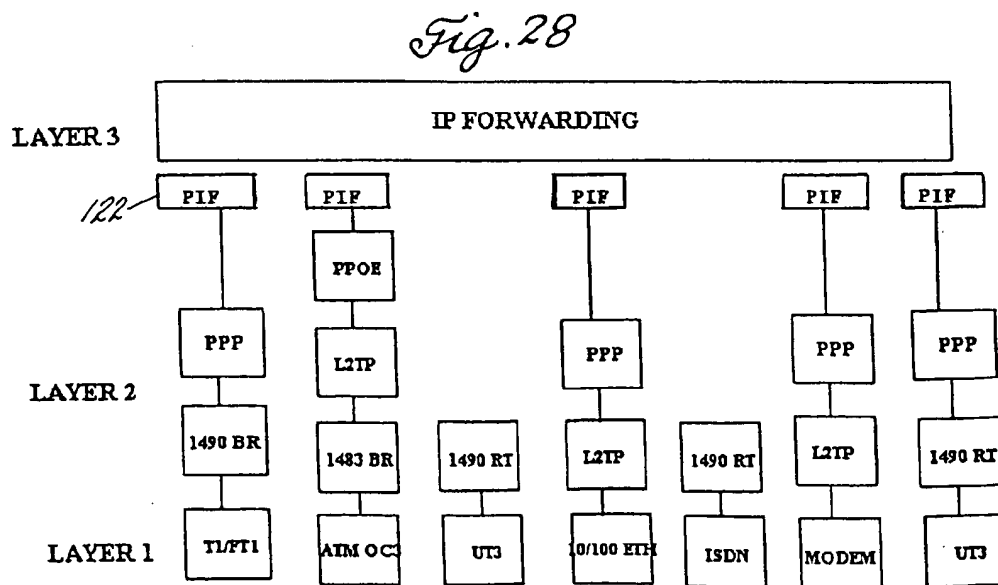 Fig. 28
IP FORWARDING
LAYER 3
PIF PIF PIF PIF PIF
122
PPOE
PPP L2TP PPP PPP PPP
LAYER 2
1490 BR 1483 BR 1490 RT L2TP 1490 RT L2TP 1490 RT
LAYER 1
T1/FT1 ATM OC3 UT3 10/100 ETH ISDN MODEM UT3